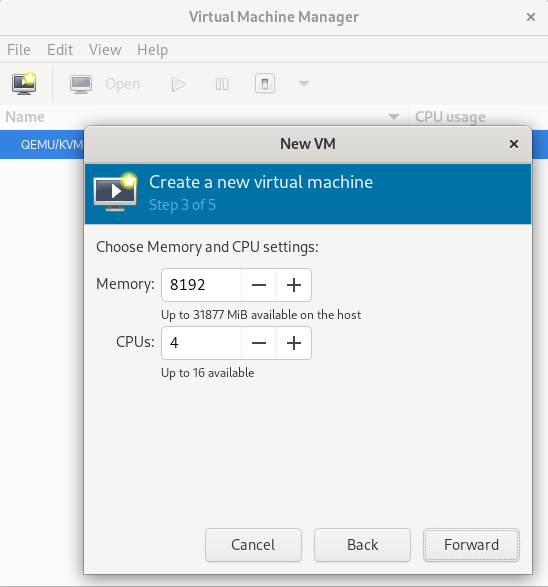 Virtual Machine Manager
File Edit View Help
Open
Name CPU usage
QEMU/KVM
New VM
Create a new virtual machine
Step 3 of 5
Choose Memory and CPU settings:
Memory: 8192
Up to 31877 MiB available on the host
CPUs: 4
Up to 16 available
Cancel Back Forward